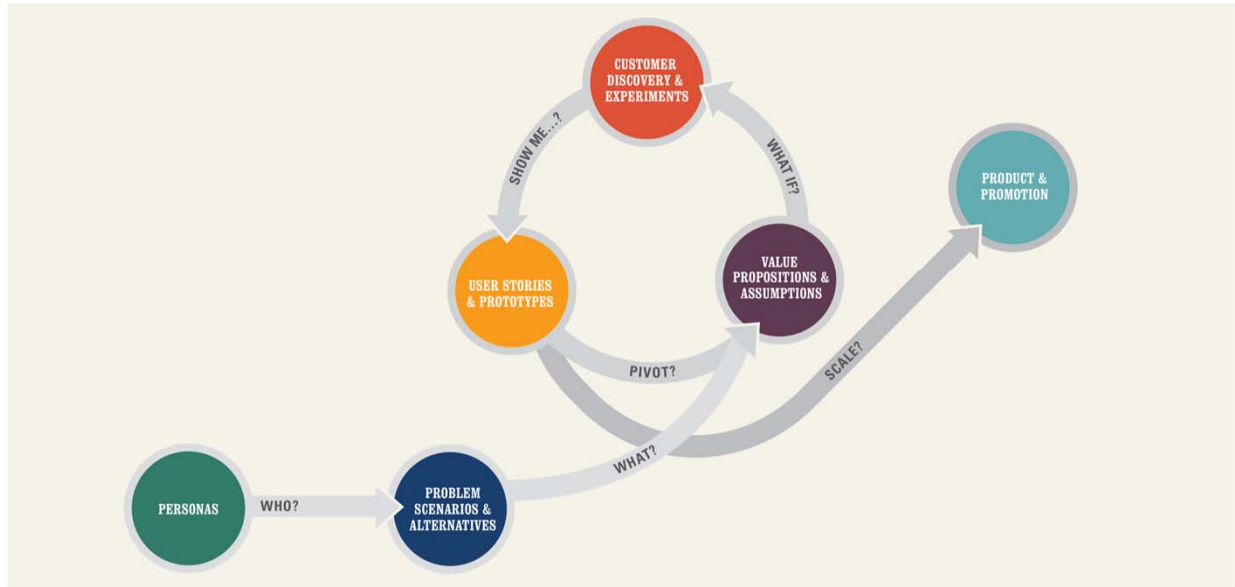 CUSTOMER
DISCOVERY &
EXPERIMENTS
SHOW ME...?
WHAT IF?
PRODUCT &
PROMOTION
USER STORIES
& PROTOTYPES
VALUE
PROPOSITIONS &
ASSUMPTIONS
PIVOT?
SCALE?
WHAT?
PERSONAS
WHO?
PROBLEM
SCENARIOS &
ALTERNATIVES